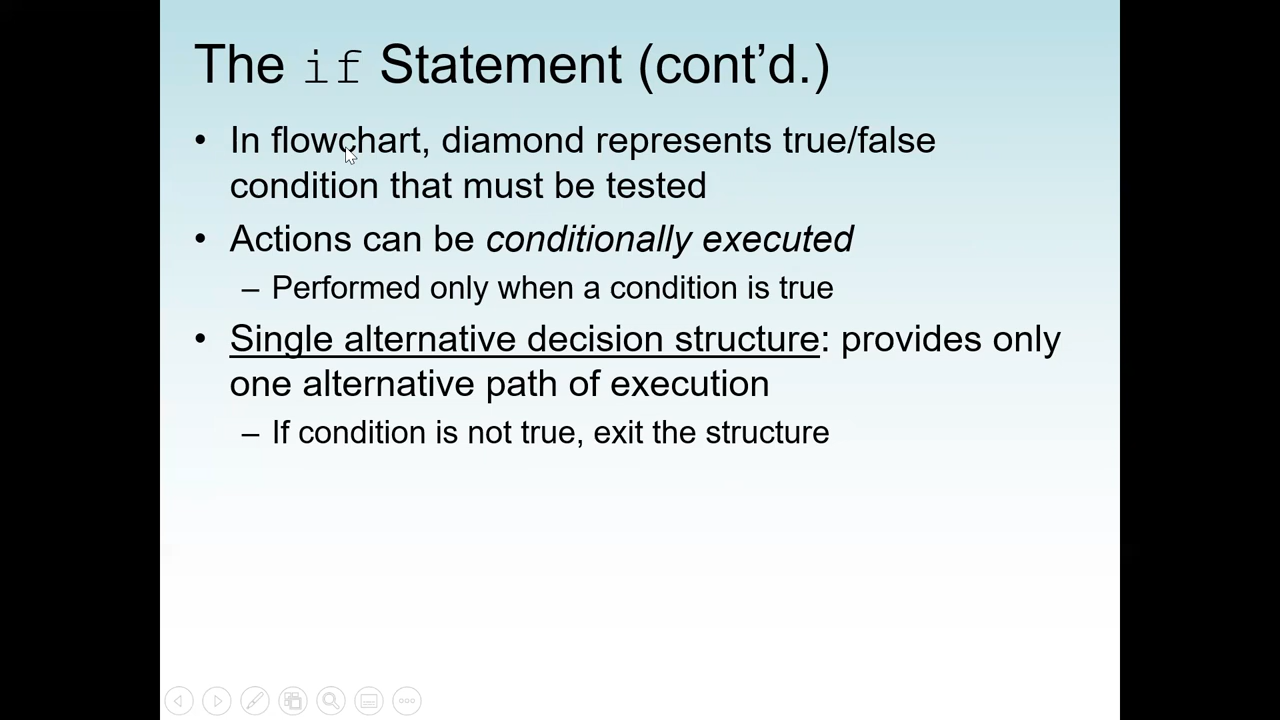 The if Statement (cont’d.)
• In flowchart, diamond represents true/false
condition that must be tested
• Actions can be conditionally executed
– Performed only when a condition is true
• Single alternative decision structure: provides only
one alternative path of execution
– If condition is not true, exit the structure